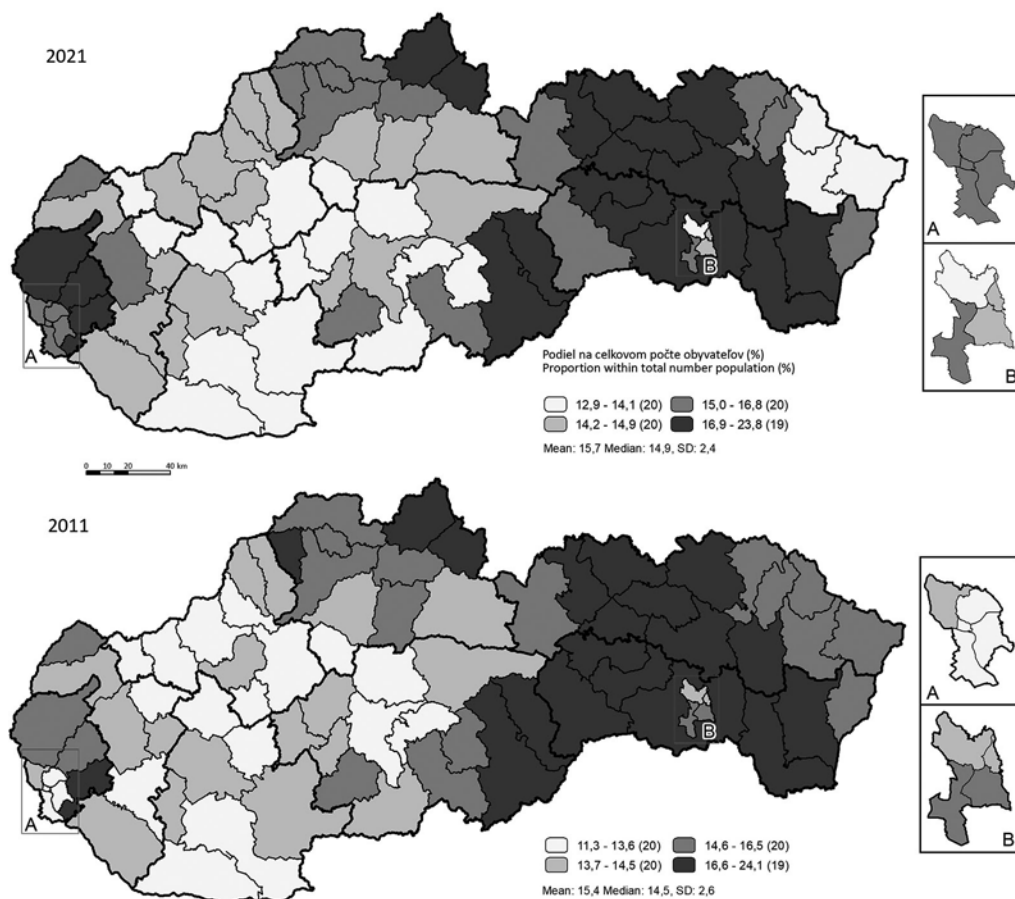 2021
A
B
A
B
Podiel na celkovom počte obyvateľov (%)
Proportion within total number population (%)
12,9 - 14,1 (20) 15,0 - 16,8 (20)
14,2 - 14,9 (20) 16,9 - 23,8 (19)
Mean: 15,7 Median: 14,9, SD: 2,4
0 10 20 40 km
2011
A
B
A
B
11,3 - 13,6 (20) 14,6 - 16,5 (20)
13,7 - 14,5 (20) 16,6 - 24,1 (19)
Mean: 15,4 Median: 14,5, SD: 2,6